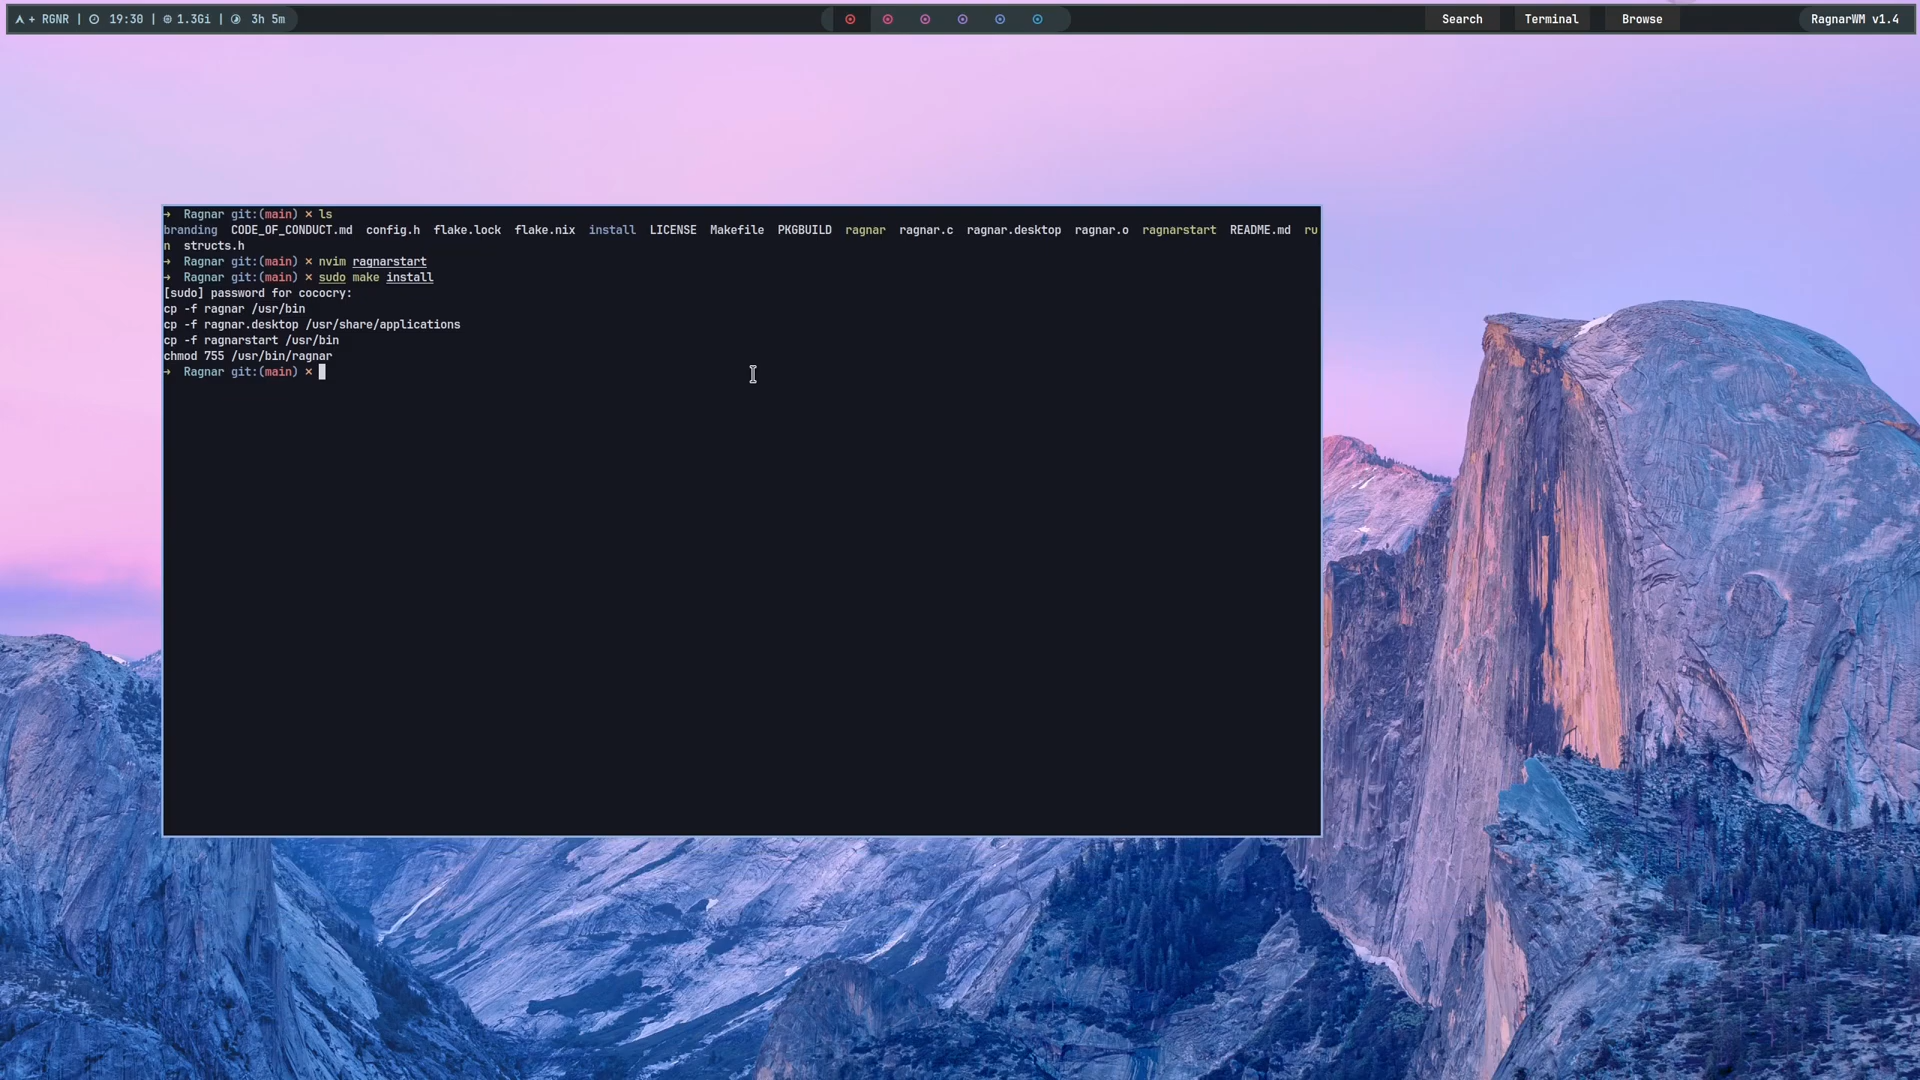 + RGNR | 19:30 | 1.3Gi | 3h 5m
Search Terminal Browse RagnarWM v1.4
→ Ragnar git:(main) × ls
branding CODE_OF_CONDUCT.md config.h flake.lock flake.nix install LICENSE Makefile PKGBUILD ragnar ragnar.c ragnar.desktop ragnar.o ragnarstart README.md ru
n structs.h
→ Ragnar git:(main) × nvim ragnarstart
→ Ragnar git:(main) × sudo make install
[sudo] password for cococry:
cp -f ragnar /usr/bin
cp -f ragnar.desktop /usr/share/applications
cp -f ragnarstart /usr/bin
chmod 755 /usr/bin/ragnar
→ Ragnar git:(main) ×